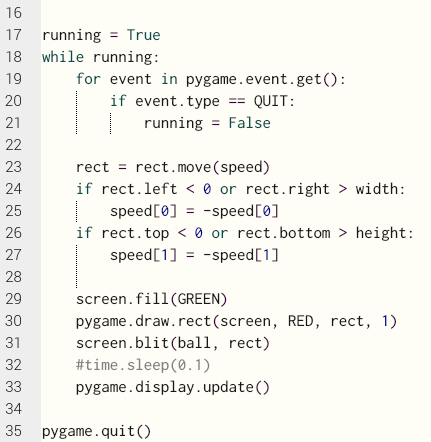 16
17 running = True
18 while running:
19     for event in pygame.event.get():
20         if event.type == QUIT:
21             running = False
22
23     rect = rect.move(speed)
24     if rect.left < 0 or rect.right > width:
25         speed[0] = -speed[0]
26     if rect.top < 0 or rect.bottom > height:
27         speed[1] = -speed[1]
28
29     screen.fill(GREEN)
30     pygame.draw.rect(screen, RED, rect, 1)
31     screen.blit(ball, rect)
32     #time.sleep(0.1)
33     pygame.display.update()
34
35 pygame.quit()